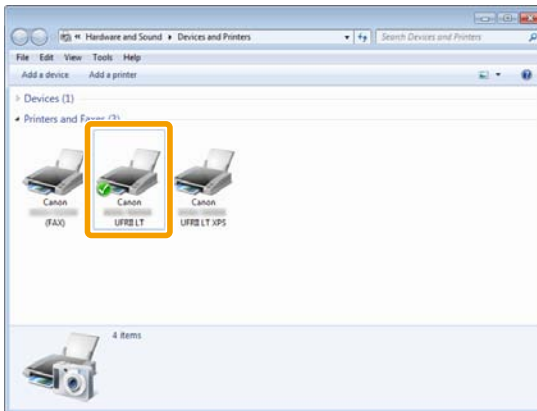 Hardware and Sound Devices and Printers
Search Devices and Printers
File Edit View Tools Help
Add a device Add a printer
Devices (1)
Printers and Faxes
Canon Canon Canon
(FAX) UFRII LT UFRII LT XPS
4 items